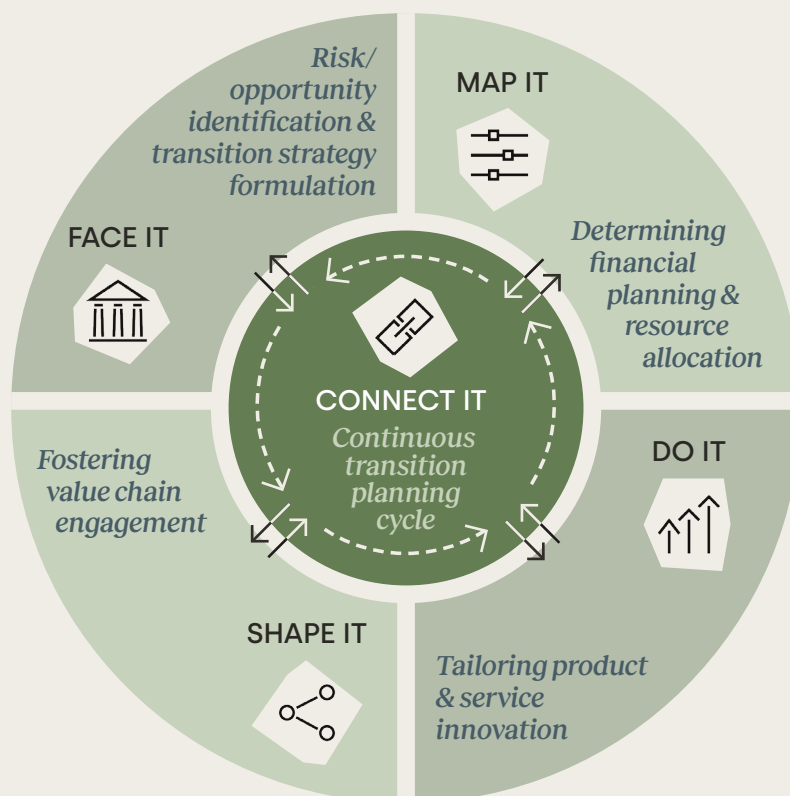 Risk/
opportunity
identification &
transition strategy
formulation
FACE IT
MAP IT
Determining
financial
planning &
resource
allocation
CONNECT IT
Continuous
transition
planning
cycle
Fostering
value chain
engagement
SHAPE IT
DO IT
Tailoring product
& service
innovation